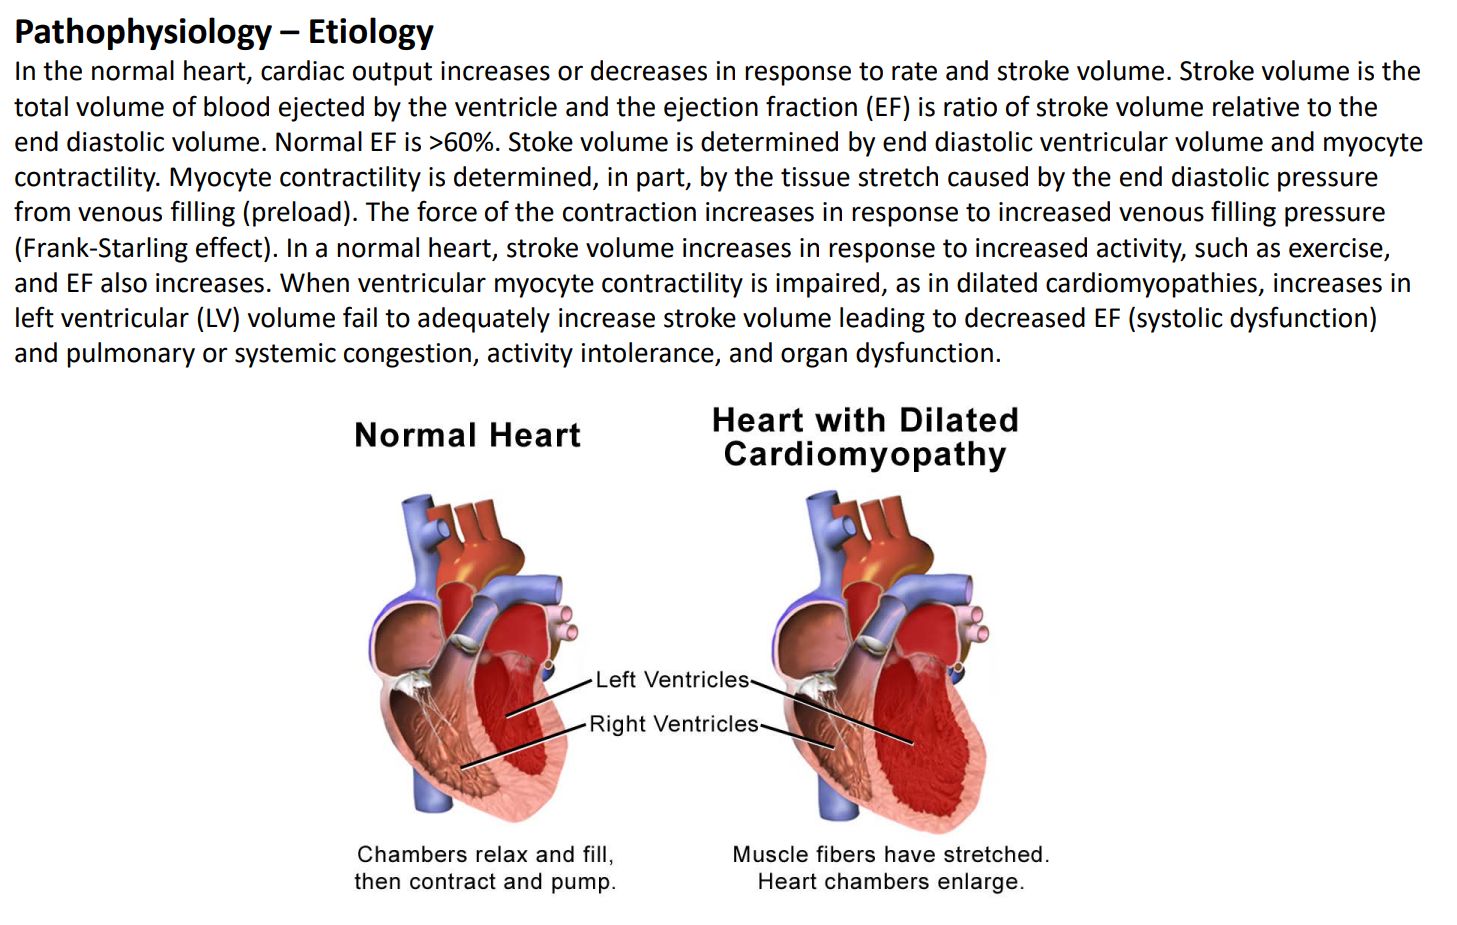 Pathophysiology – Etiology
In the normal heart, cardiac output increases or decreases in response to rate and stroke volume. Stroke volume is the
total volume of blood ejected by the ventricle and the ejection fraction (EF) is ratio of stroke volume relative to the
end diastolic volume. Normal EF is >60%. Stoke volume is determined by end diastolic ventricular volume and myocyte
contractility. Myocyte contractility is determined, in part, by the tissue stretch caused by the end diastolic pressure
from venous filling (preload). The force of the contraction increases in response to increased venous filling pressure
(Frank-Starling effect). In a normal heart, stroke volume increases in response to increased activity, such as exercise,
and EF also increases. When ventricular myocyte contractility is impaired, as in dilated cardiomyopathies, increases in
left ventricular (LV) volume fail to adequately increase stroke volume leading to decreased EF (systolic dysfunction)
and pulmonary or systemic congestion, activity intolerance, and organ dysfunction.
Normal Heart
Heart with Dilated
Cardiomyopathy
Left Ventricles
Right Ventricles
Chambers relax and fill,
then contract and pump.
Muscle fibers have stretched.
Heart chambers enlarge.